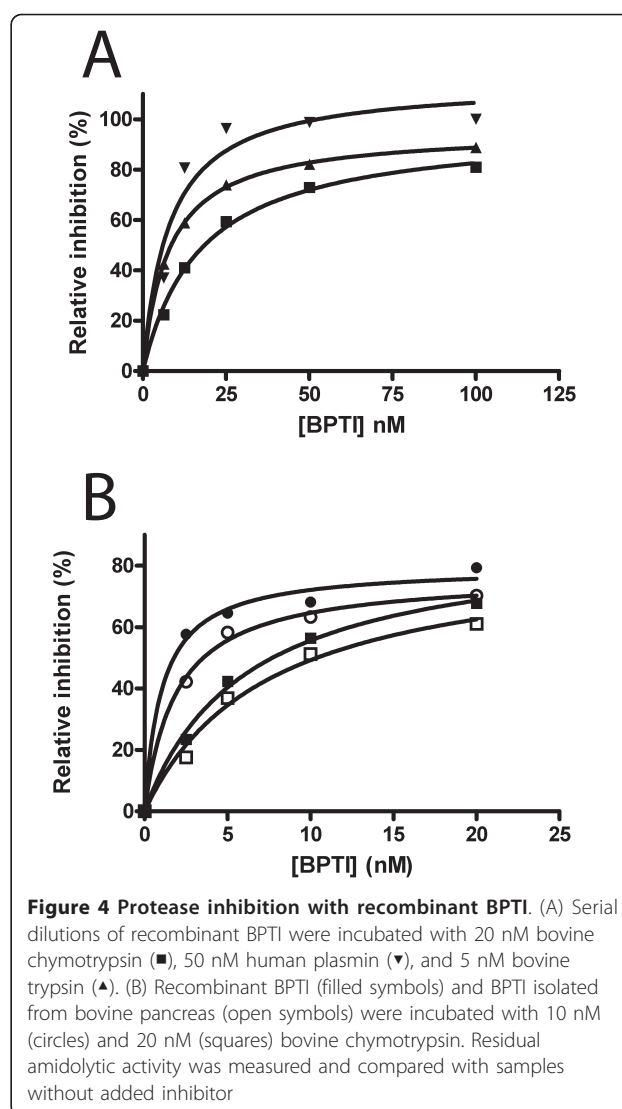 A
Relative inhibition (%)
100
80
60
40
20
0
0 25 50 75 100 125
[BPTI] nM
B
Relative inhibition (%)
80
60
40
20
0
0 5 10 15 20 25
[BPTI] (nM)
Figure 4 Protease inhibition with recombinant BPTI. (A) Serial
dilutions of recombinant BPTI were incubated with 20 nM bovine
chymotrypsin (■), 50 nM human plasmin (▼), and 5 nM bovine
trypsin (▲). (B) Recombinant BPTI (filled symbols) and BPTI isolated
from bovine pancreas (open symbols) were incubated with 10 nM
(circles) and 20 nM (squares) bovine chymotrypsin. Residual
amidolytic activity was measured and compared with samples
without added inhibitor